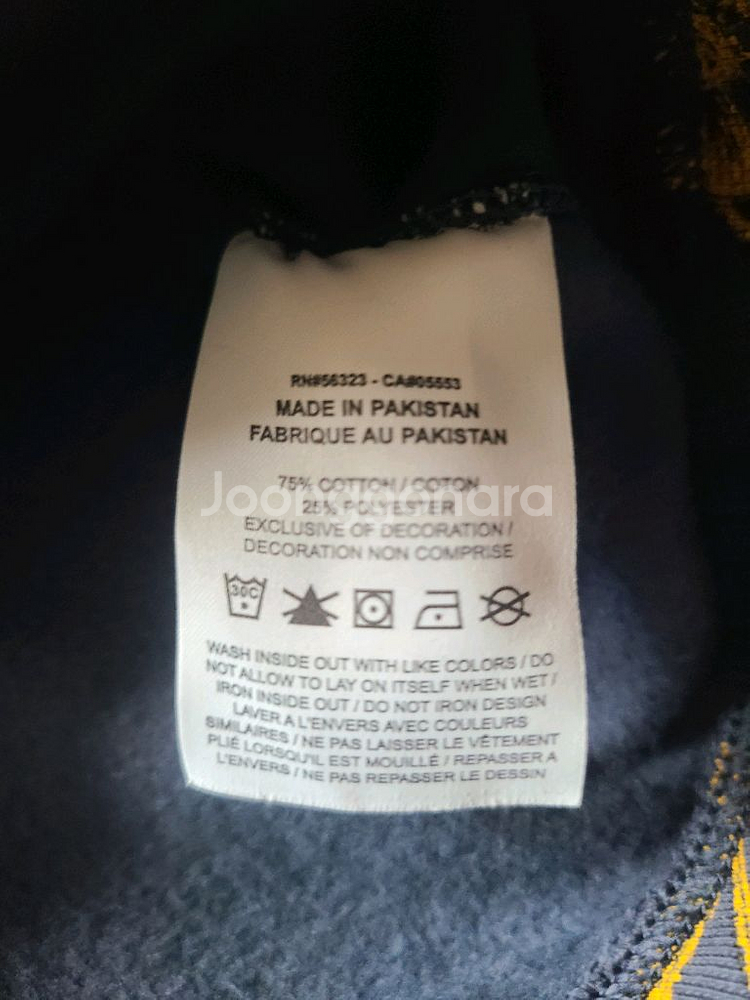 RN#56323 - CA#05553
MADE IN PAKISTAN
FABRIQUE AU PAKISTAN
75% COTTON / COTON
25% POLYESTER
EXCLUSIVE OF DECORATION /
DECORATION NON COMPRISE
30C
WASH INSIDE OUT WITH LIKE COLORS / DO
NOT ALLOW TO LAY ON ITSELF WHEN WET /
IRON INSIDE OUT / DO NOT IRON DESIGN
LAVER A L'ENVERS AVEC COULEURS
SIMILAIRES / NE PAS LAISSER LE VÊTEMENT
PLIÉ LORSQU'IL EST MOUILLÉ / REPASSER A
L'ENVERS / NE PAS REPASSER LE DESSIN